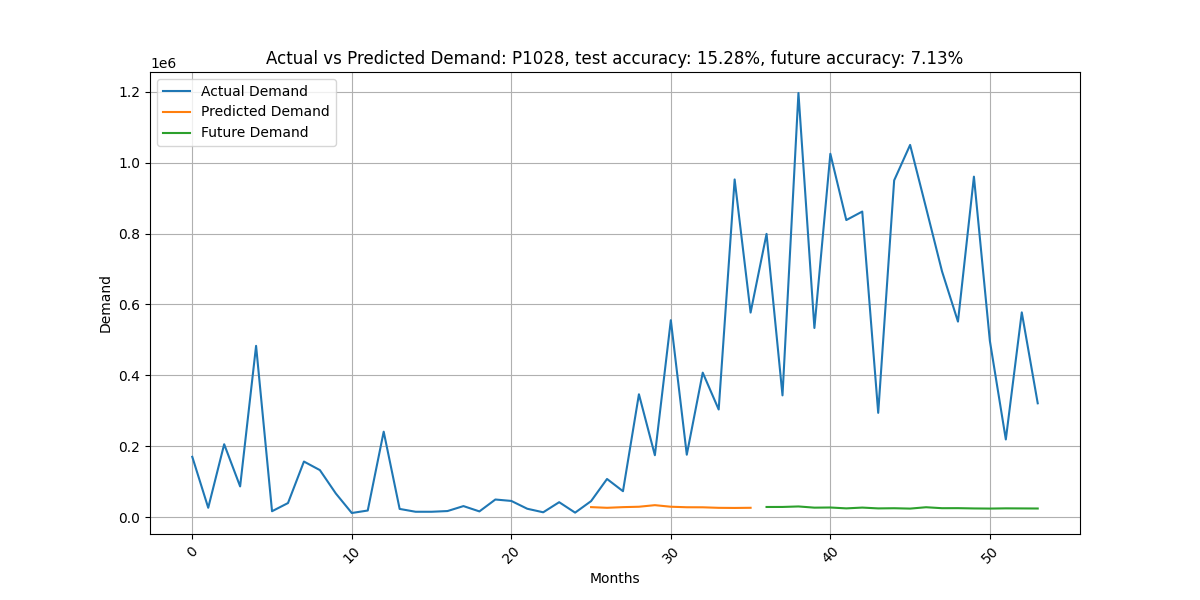 Actual vs Predicted Demand: P1028, test accuracy: 15.28%, future accuracy: 7.13%
1e6
Actual Demand
Predicted Demand
Future Demand
1.2
1.0
0.8
0.6
0.4
0.2
0.0
Demand
0 10 20 30 40 50
Months